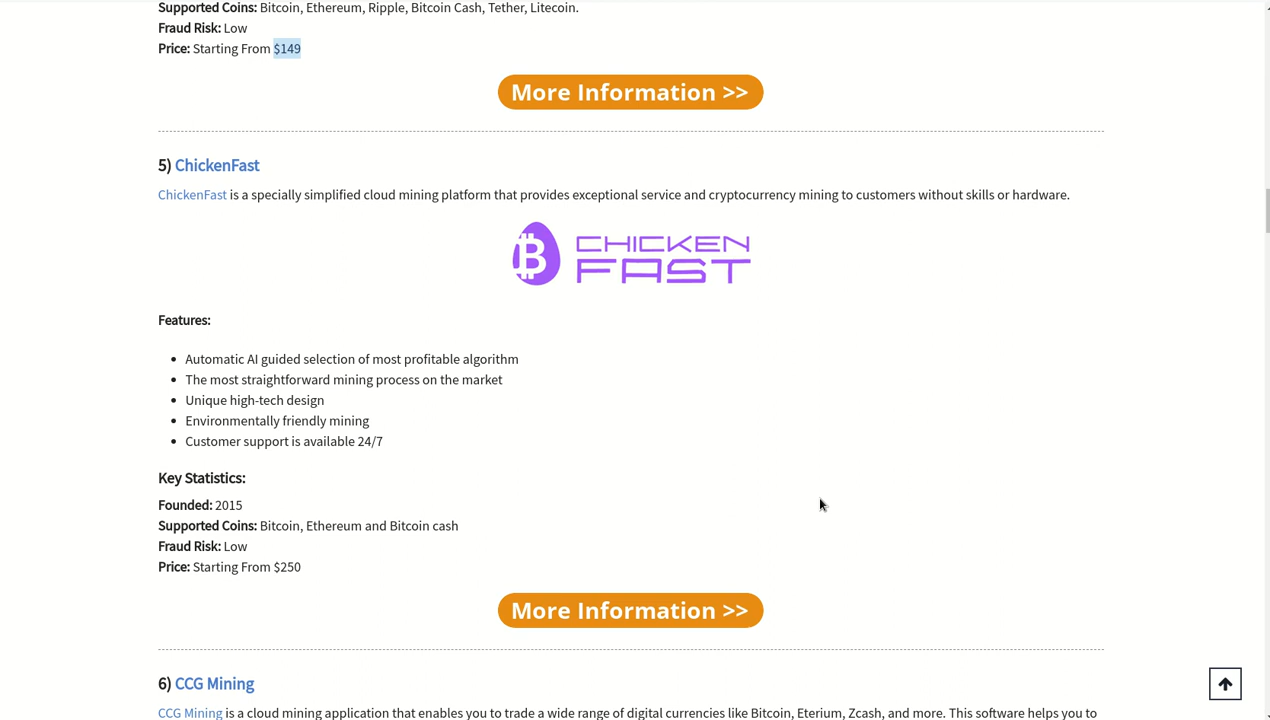 Supported Coins: Bitcoin, Ethereum, Ripple, Bitcoin Cash, Tether, Litecoin.
Fraud Risk: Low
Price: Starting From $149
More Information >>
5) ChickenFast
ChickenFast is a specially simplified cloud mining platform that provides exceptional service and cryptocurrency mining to customers without skills or hardware.
CHICKEN
FAST
Features:
• Automatic AI guided selection of most profitable algorithm
• The most straightforward mining process on the market
• Unique high-tech design
• Environmentally friendly mining
• Customer support is available 24/7
Key Statistics:
Founded: 2015
Supported Coins: Bitcoin, Ethereum and Bitcoin cash
Fraud Risk: Low
Price: Starting From $250
More Information >>
6) CCG Mining
CCG Mining is a cloud mining application that enables you to trade a wide range of digital currencies like Bitcoin, Eterium, Zcash, and more. This software helps you to